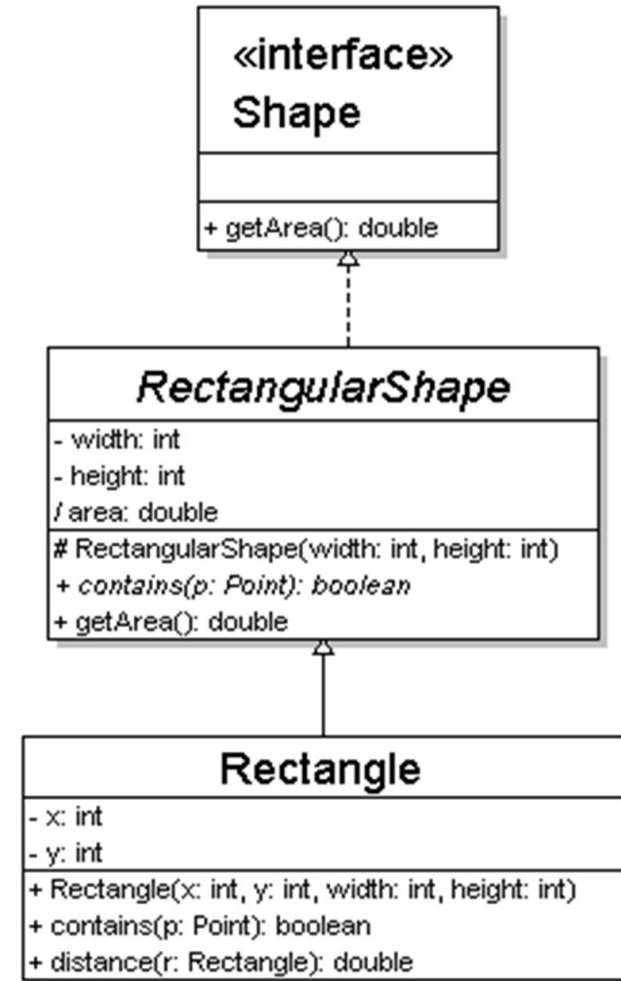 «interface»
Shape
+ getArea(): double
RectangularShape
- width: int
- height: int
/ area: double
# RectangularShape(width: int, height: int)
+ contains(p: Point): boolean
+ getArea(): double
Rectangle
- x: int
- y: int
+ Rectangle(x: int, y: int, width: int, height: int)
+ contains(p: Point): boolean
+ distance(r: Rectangle): double